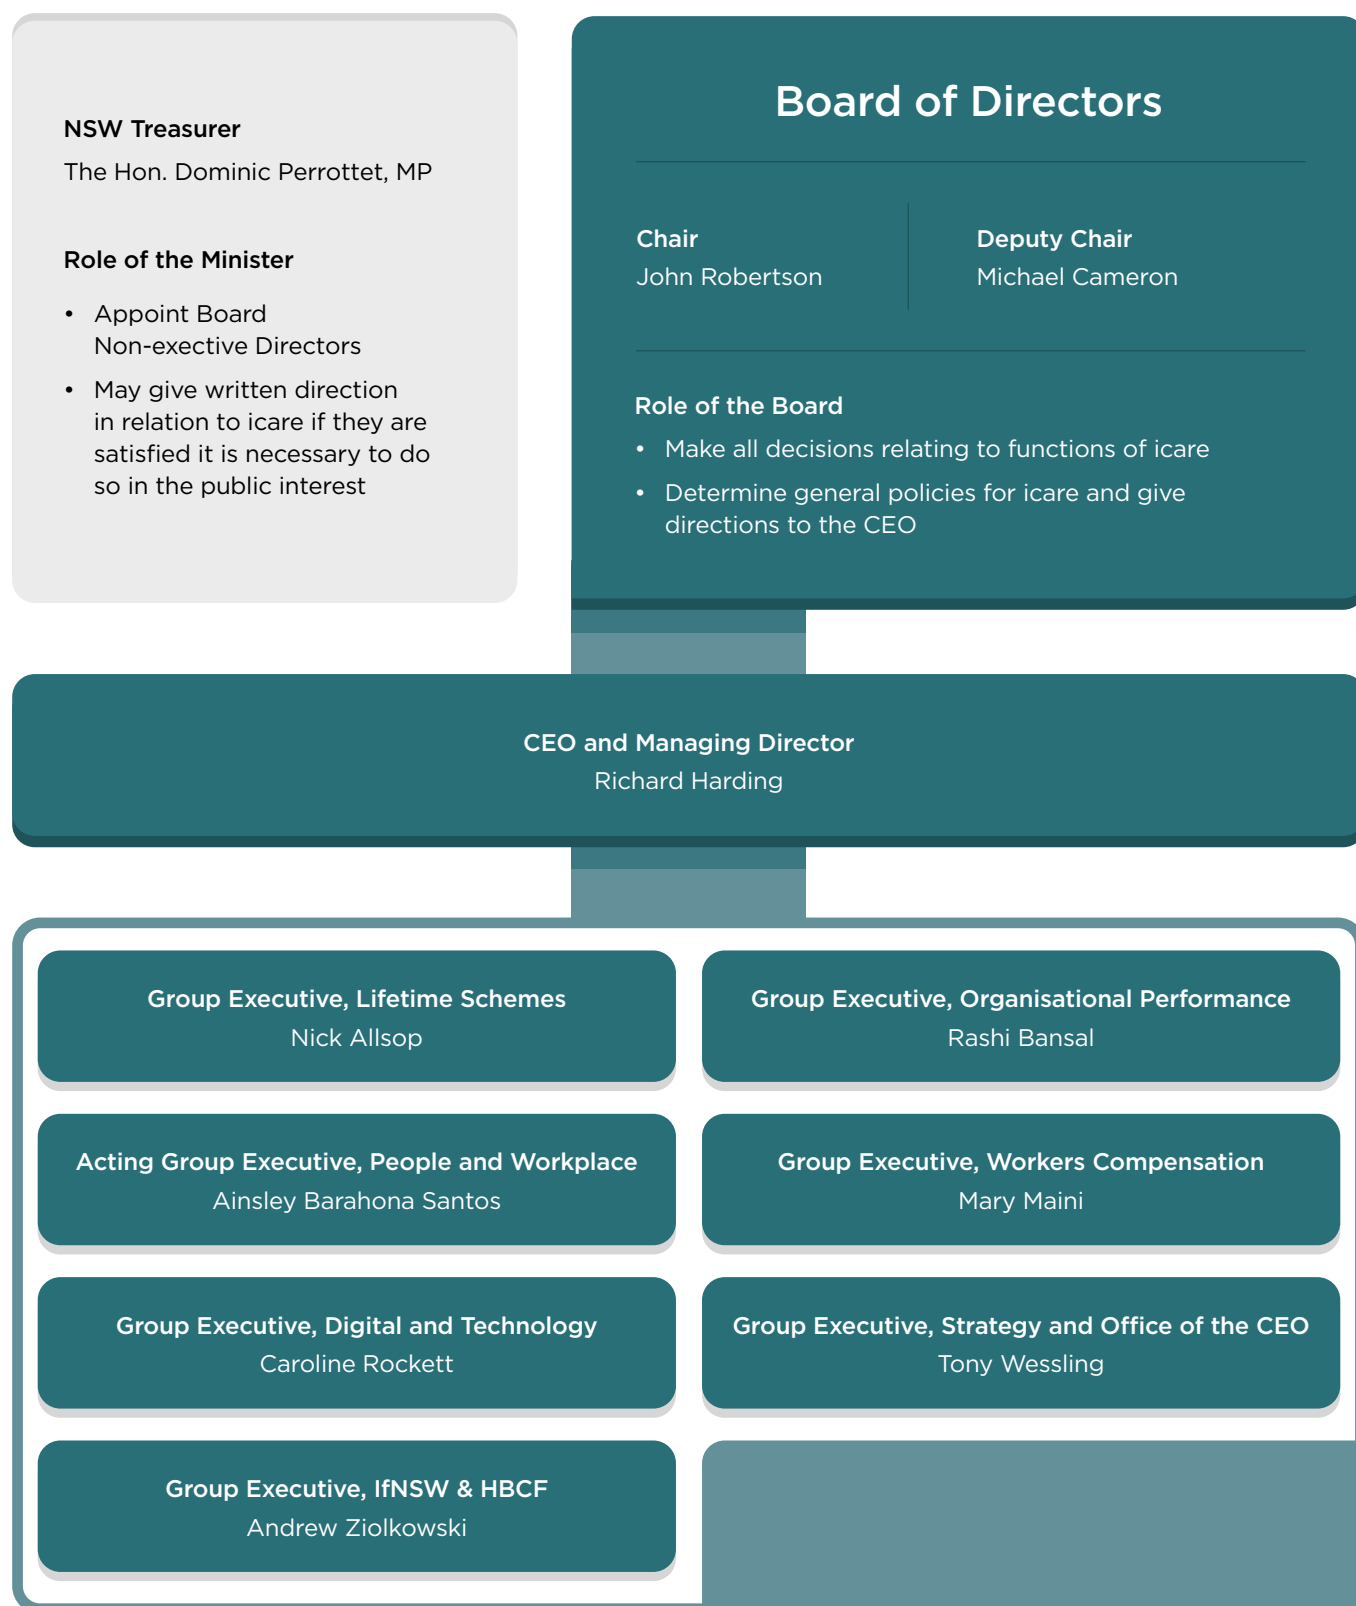 NSW Treasurer
The Hon. Dominic Perrottet, MP
Role of the Minister
• Appoint Board
Non-exective Directors
• May give written direction
in relation to icare if they are
satisfied it is necessary to do
so in the public interest
Board of Directors
Chair
John Robertson
Deputy Chair
Michael Cameron
Role of the Board
• Make all decisions relating to functions of icare
• Determine general policies for icare and give
directions to the CEO
CEO and Managing Director
Richard Harding
Group Executive, Lifetime Schemes
Nick Allsop
Group Executive, Organisational Performance
Rashi Bansal
Acting Group Executive, People and Workplace
Ainsley Barahona Santos
Group Executive, Workers Compensation
Mary Maini
Group Executive, Digital and Technology
Caroline Rockett
Group Executive, Strategy and Office of the CEO
Tony Wessling
Group Executive, IfNSW & HBCF
Andrew Ziolkowski